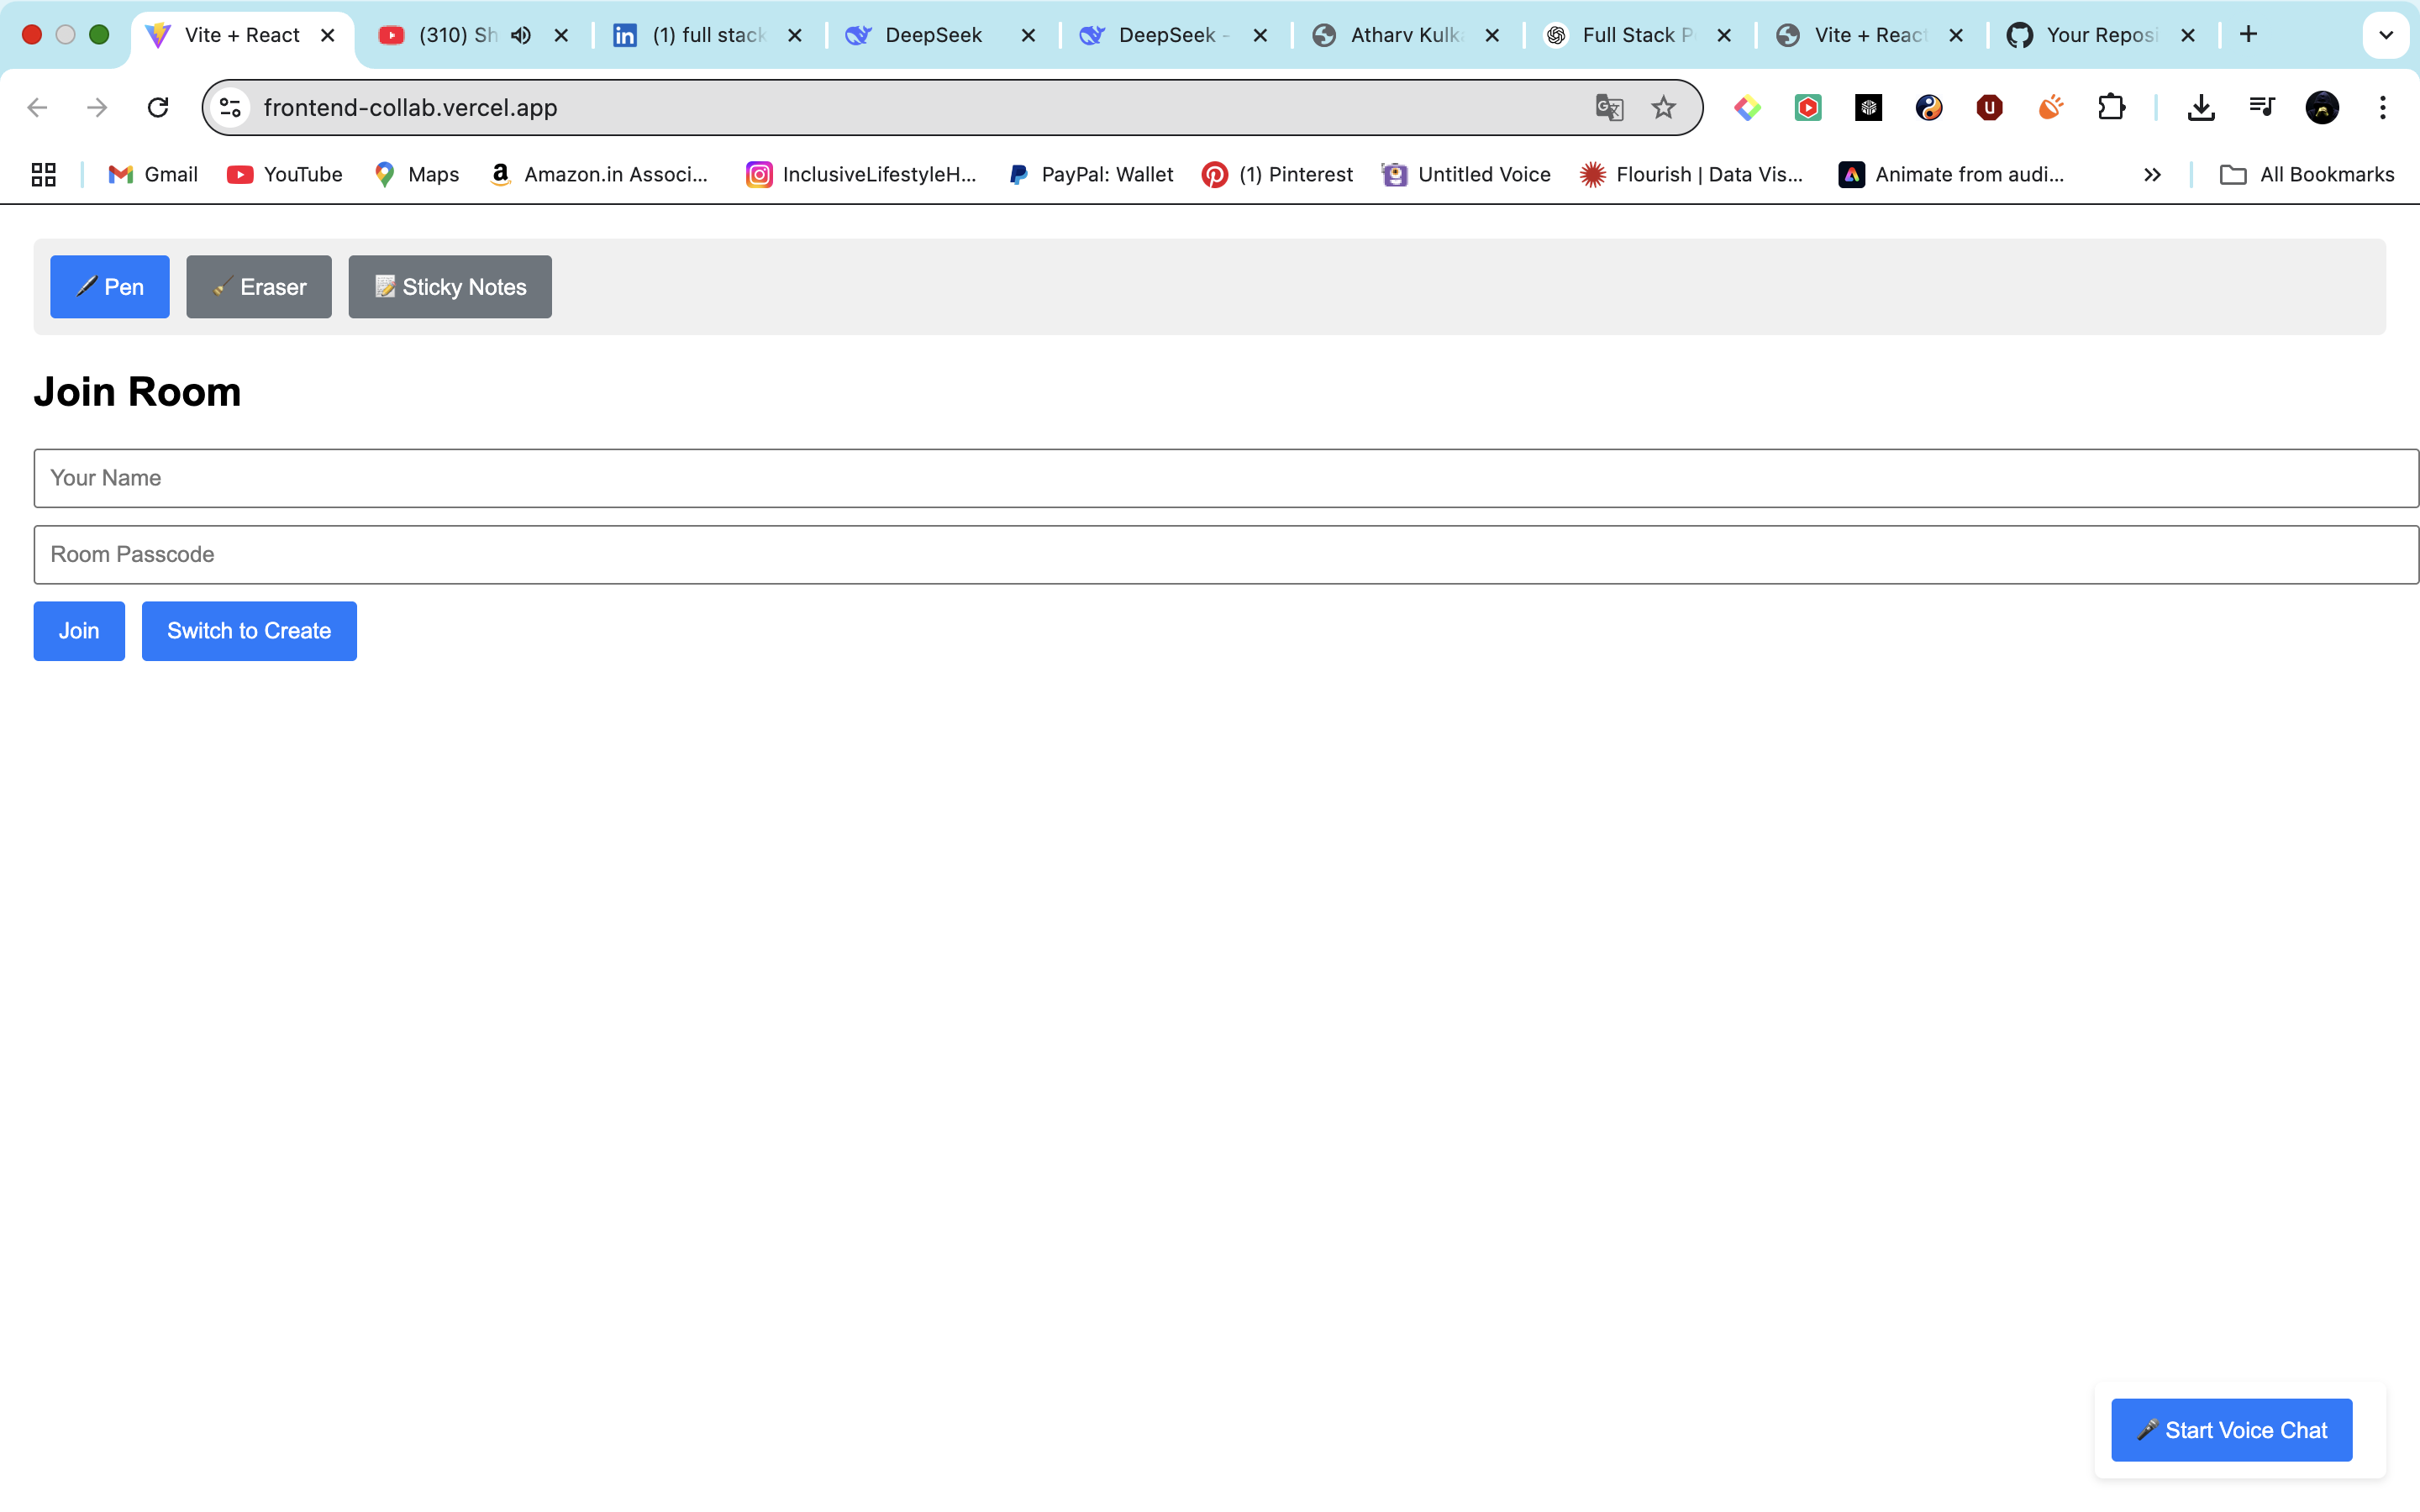 Vite + React
(310) Sh
(1) full stack
DeepSeek
DeepSeek -
Atharv Kulk
Full Stack P
Vite + React
Your Reposi
frontend-collab.vercel.app
Gmail
YouTube
Maps
Amazon.in Associ...
InclusiveLifestyleH...
PayPal: Wallet
(1) Pinterest
Untitled Voice
Flourish | Data Vis...
Animate from audi...
All Bookmarks
Pen
Eraser
Sticky Notes
Join Room
Your Name
Room Passcode
Join
Switch to Create
Start Voice Chat